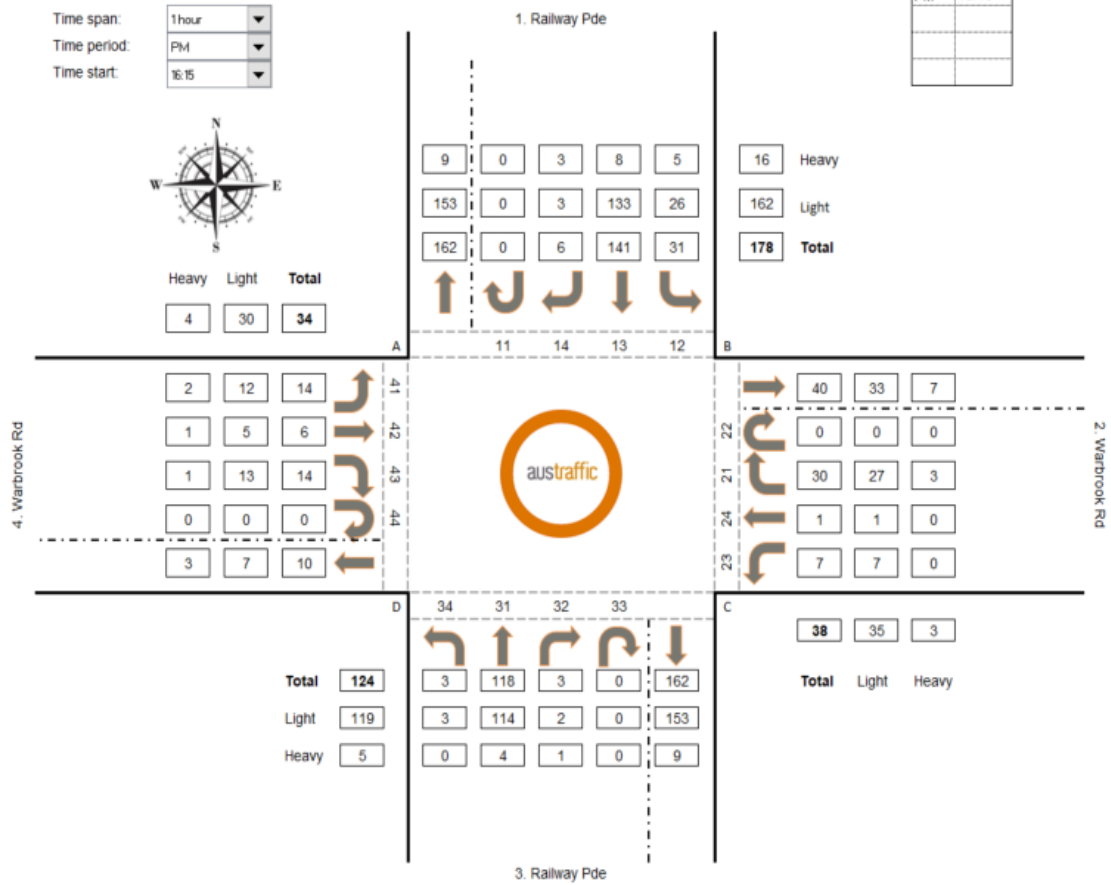 1. Railway Pde
Time span: 1 hour
Time period: PM
Time start: 16:15
N
W E
S
9 0 3 8 5 16 Heavy
153 0 3 133 26 162 Light
162 0 6 141 31 178 Total
Heavy Light Total
4 30 34
A 11 14 13 12 B
2 12 14 41 40 33 7
1 5 6 42 22 0 0 0
1 13 14 43 21 30 27 3
0 0 0 44 24 1 1 0
3 7 10 23 7 7 0
4. Warbrook Rd
austraffic
2. Warbrook Rd
D 34 31 32 33 C
38 35 3
Total Light Heavy
Total 124 3 118 3 0 162
Light 119 3 114 2 0 153
Heavy 5 0 4 1 0 9
3. Railway Pde